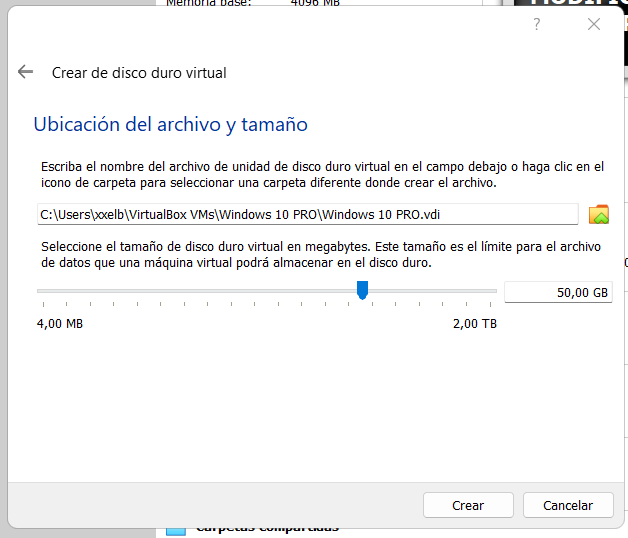 Memoria base: 4096 MB
?
Crear de disco duro virtual
Ubicación del archivo y tamaño
Escriba el nombre del archivo de unidad de disco duro virtual en el campo debajo o haga clic en el
icono de carpeta para seleccionar una carpeta diferente donde crear el archivo.
C:\Users\xxelb\VirtualBox VMs\Windows 10 PRO\Windows 10 PRO.vdi
Seleccione el tamaño de disco duro virtual en megabytes. Este tamaño es el límite para el archivo
de datos que una máquina virtual podrá almacenar en el disco duro.
50,00 GB
4,00 MB 2,00 TB
Crear Cancelar
Carpetas compartidas